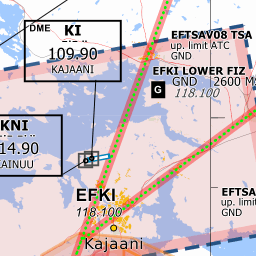 DME KI
109.90
KAJAANI
EFTSAV08 TSA
up. limit ATC
GND
EFKI LOWER FIZ
G GND 2600 MS
118.100
KNI
14.90
AINUU
EFKI
118.100
Kajaani
EFTSA
up. lim
GND